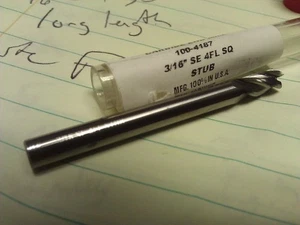 long length
100-4167
3/16" SE 4FL SQ
STUB
MFG. 100% IN U.S.A